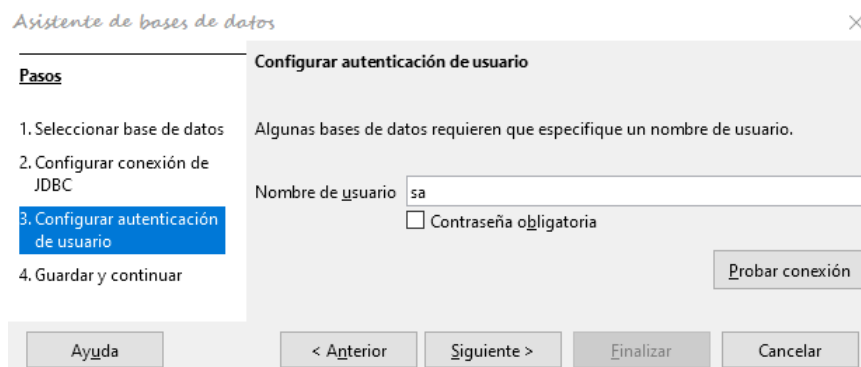 Asistente de bases de datos
Pasos
1. Seleccionar base de datos
2. Configurar conexión de
JDBC
3. Configurar autenticación
de usuario
4. Guardar y continuar
Configurar autenticación de usuario
Algunas bases de datos requieren que especifique un nombre de usuario.
Nombre de usuario sa
Contraseña obligatoria
Probar conexión
Ayuda < Anterior Siguiente > Finalizar Cancelar